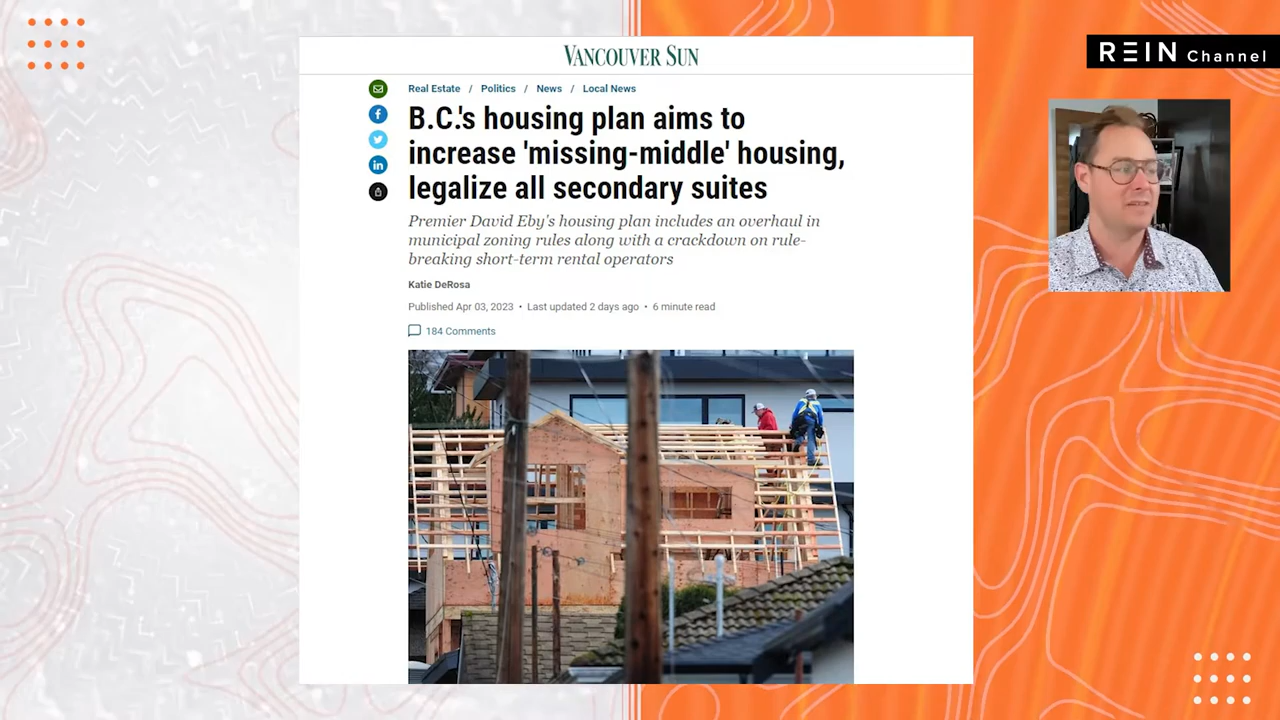 VANCOUVER SUN
REIN Channel
Real Estate / Politics / News / Local News
B.C.'s housing plan aims to
increase 'missing-middle' housing,
legalize all secondary suites
Premier David Eby's housing plan includes an overhaul in
municipal zoning rules along with a crackdown on rule-
breaking short-term rental operators
Katie DeRosa
Published Apr 03, 2023 • Last updated 2 days ago • 6 minute read
184 Comments